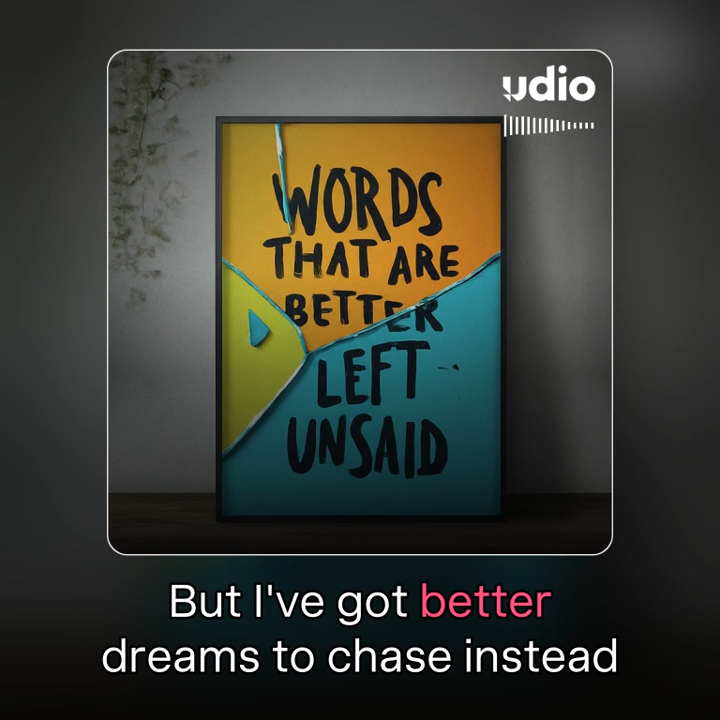 udio
WORDS
THAT ARE
BETTER
LEFT
UNSAID
But I've got better
dreams to chase instead